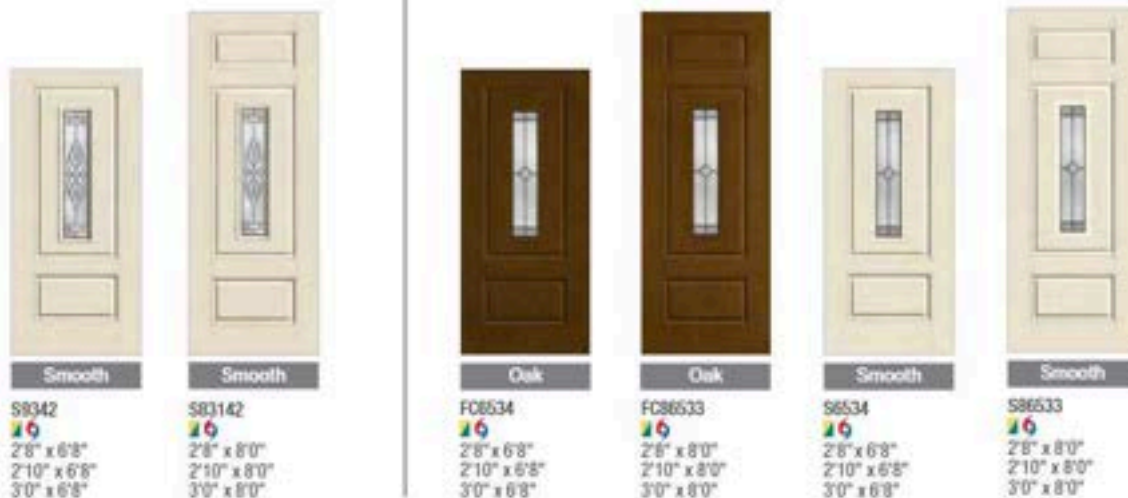 Smooth
S9342
2'8" x 6'8"
2'10" x 6'8"
3'0" x 6'8"
Smooth
S83142
2'8" x 8'0"
2'10" x 8'0"
3'0" x 8'0"
Oak
FC6534
2'8" x 6'8"
2'10" x 6'8"
3'0" x 6'8"
Oak
FC86533
2'8" x 8'0"
2'10" x 8'0"
3'0" x 8'0"
Smooth
S6534
2'8" x 6'8"
2'10" x 6'8"
3'0" x 6'8"
Smooth
S86533
2'8" x 8'0"
2'10" x 8'0"
3'0" x 8'0"